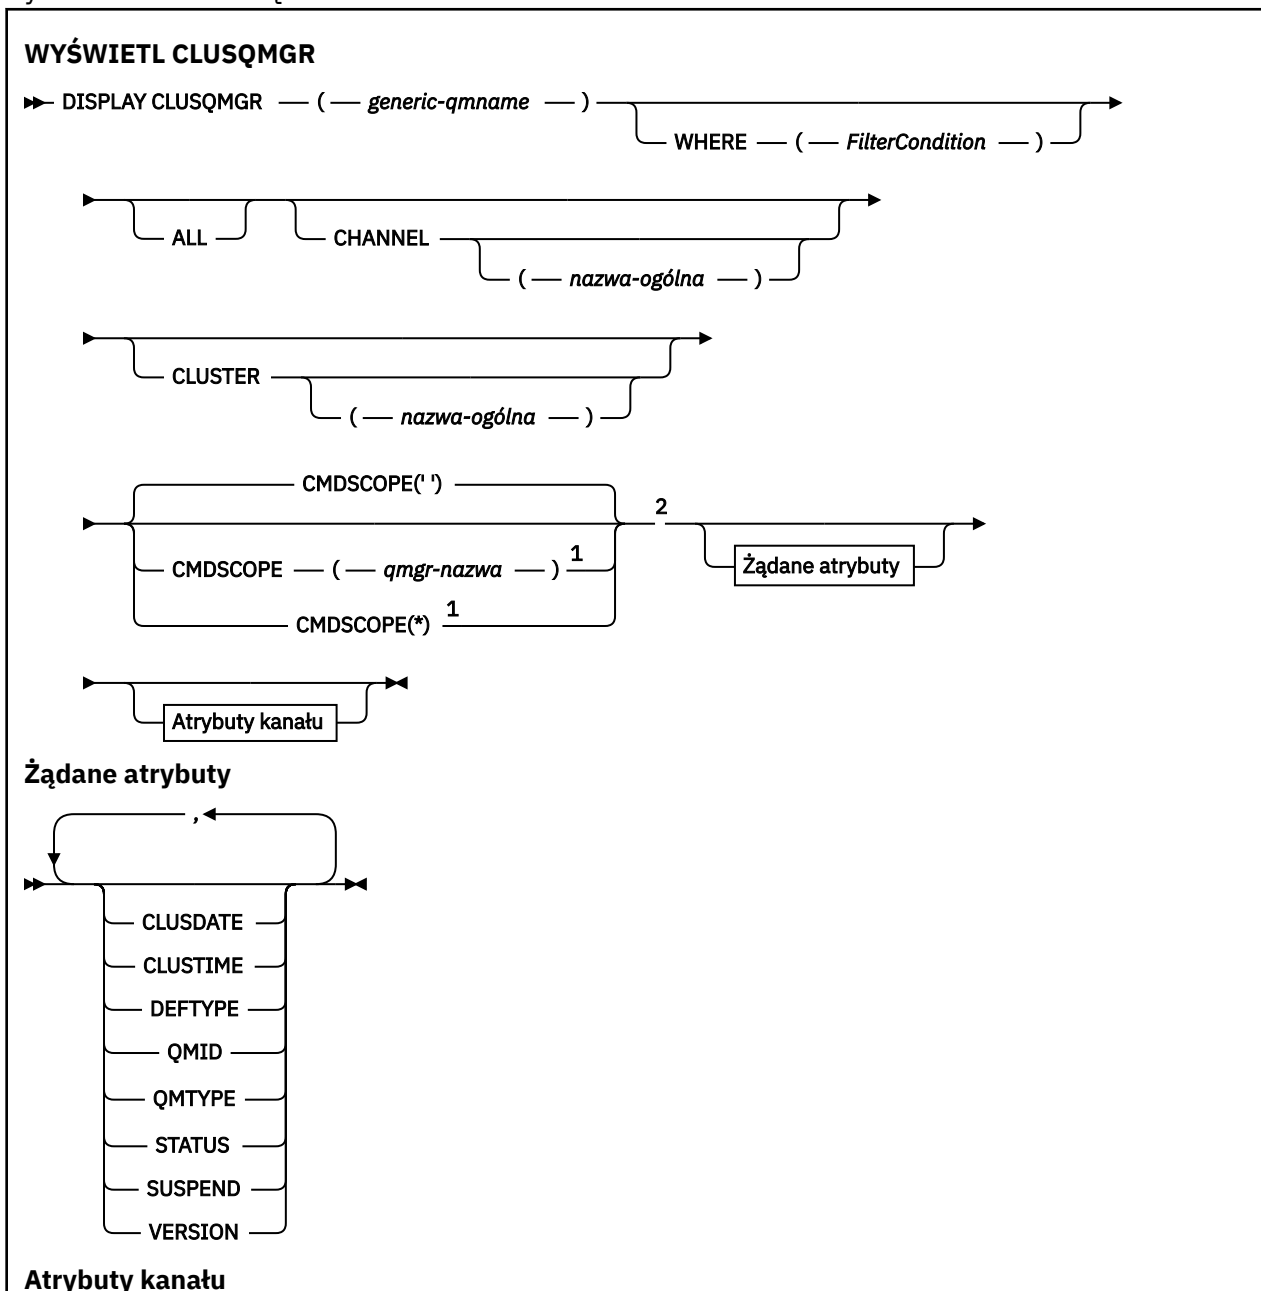 WYŚWIETL CLUSQMGR
DISPLAY CLUSQMGR ( generic-qmname )
WHERE ( FilterCondition )
ALL CHANNEL
( nazwa-ogólna )
CLUSTER
( nazwa-ogólna )
CMDSCOPE(' ')
2
CMDSCOPE ( qmgr-nazwa ) 1
Żądane atrybuty
CMDSCOPE(*) 1
Atrybuty kanału
Żądane atrybuty
,
CLUSDATE
CLUSTIME
DEFTYPE
QMID
QMTYPE
STATUS
SUSPEND
VERSION
Atrybuty kanału